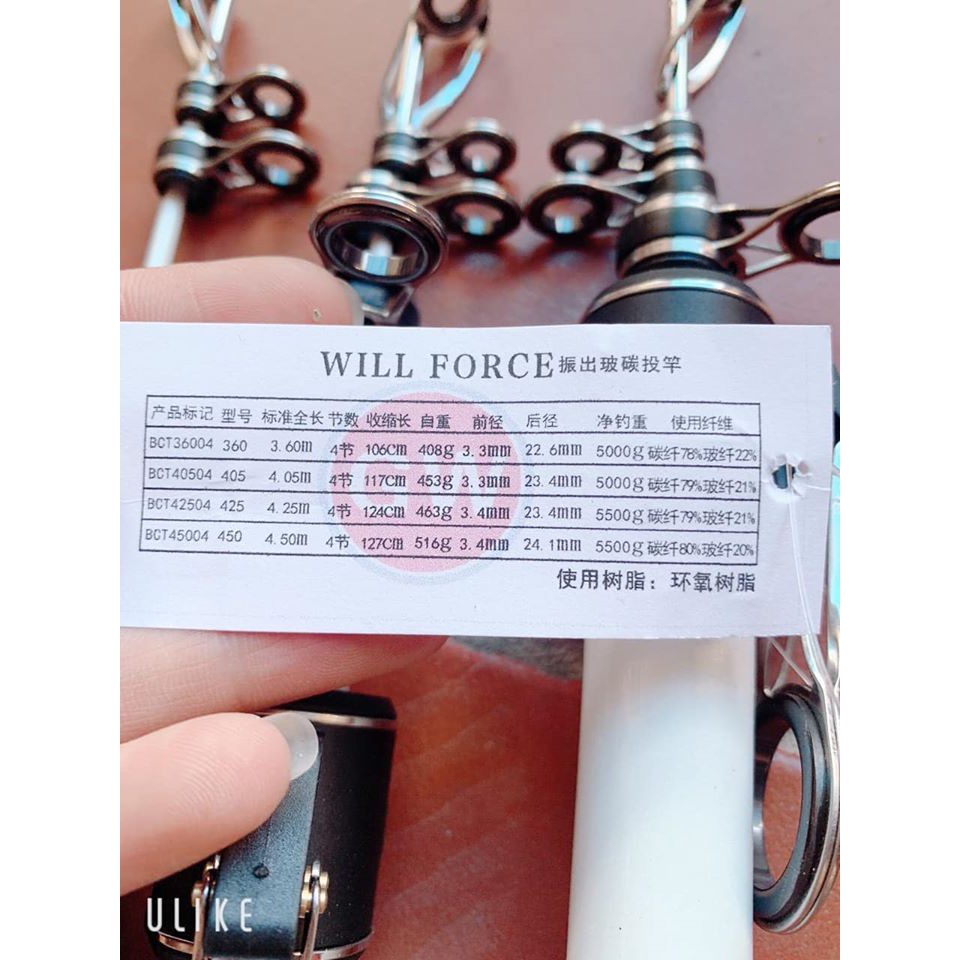 WILL FORCE振出玻碳投竿
产品标记 型号 标准全长 节数 收缩长 自重 前径 后径 净钓重 使用纤维
BCT36004 360 3.60m 4节 106cm 408g 3.3mm 22.6mm 5000g 碳纤78%玻纤22%
BCT40504 405 4.05m 4节 117cm 453g 3.3mm 23.4mm 5000g 碳纤79%玻纤21%
BCT42504 425 4.25m 4节 124cm 463g 3.4mm 23.4mm 5500g 碳纤79%玻纤21%
BCT45004 450 4.50m 4节 127cm 516g 3.4mm 24.1mm 5500g 碳纤80%玻纤20%
使用树脂：环氧树脂
ULIKE